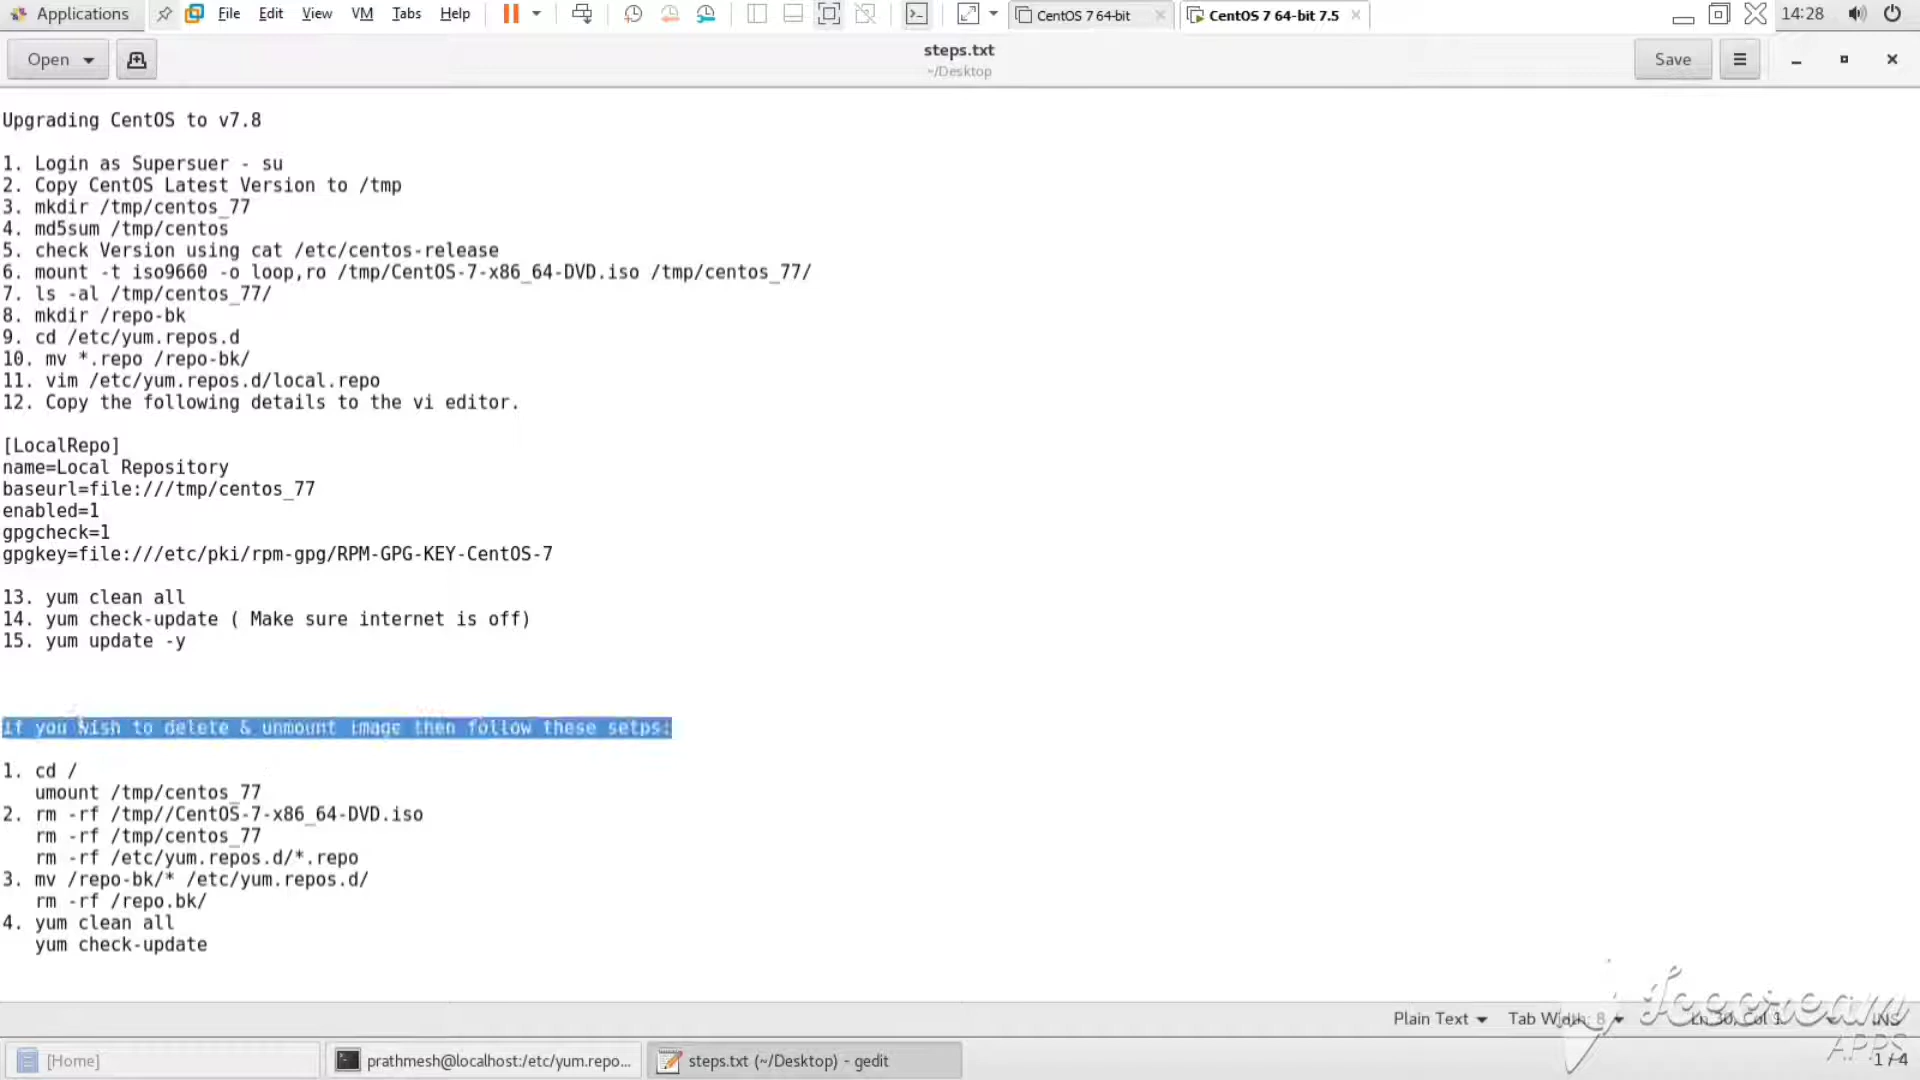 Applications File Edit View VM Tabs Help CentOS 7 64-bit CentOS 7 64-bit 7.5 14:28
Open steps.txt Save
~/Desktop
Upgrading CentOS to v7.8
1. Login as Supersuer - su
2. Copy CentOS Latest Version to /tmp
3. mkdir /tmp/centos_77
4. md5sum /tmp/centos
5. check Version using cat /etc/centos-release
6. mount -t iso9660 -o loop,ro /tmp/CentOS-7-x86_64-DVD.iso /tmp/centos_77/
7. ls -al /tmp/centos_77/
8. mkdir /repo-bk
9. cd /etc/yum.repos.d
10. mv *.repo /repo-bk/
11. vim /etc/yum.repos.d/local.repo
12. Copy the following details to the vi editor.
[LocalRepo]
name=Local Repository
baseurl=file:///tmp/centos_77
enabled=1
gpgcheck=1
gpgkey=file:///etc/pki/rpm-gpg/RPM-GPG-KEY-CentOS-7
13. yum clean all
14. yum check-update ( Make sure internet is off)
15. yum update -y
if you wish to delete & unmount image then follow these setps:
1. cd /
umount /tmp/centos_77
2. rm -rf /tmp//CentOS-7-x86_64-DVD.iso
rm -rf /tmp/centos_77
rm -rf /etc/yum.repos.d/*.repo
3. mv /repo-bk/* /etc/yum.repos.d/
rm -rf /repo.bk/
4. yum clean all
yum check-update
Plain Text Tab Width: 8 Ln 30, Col 1 INS
Icecream
APPS
[Home] prathmesh@localhost:/etc/yum.repo... steps.txt (~/Desktop) - gedit 1 / 4